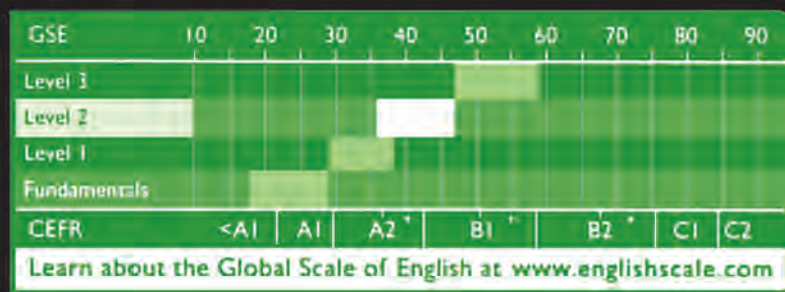 GSE 10 20 30 40 50 60 70 80 90
Level 3
Level 2
Level 1
Fundamentals
CEFR <A1 A1 A2+ B1+ B2+ C1 C2
Learn about the Global Scale of English at www.englishscale.com